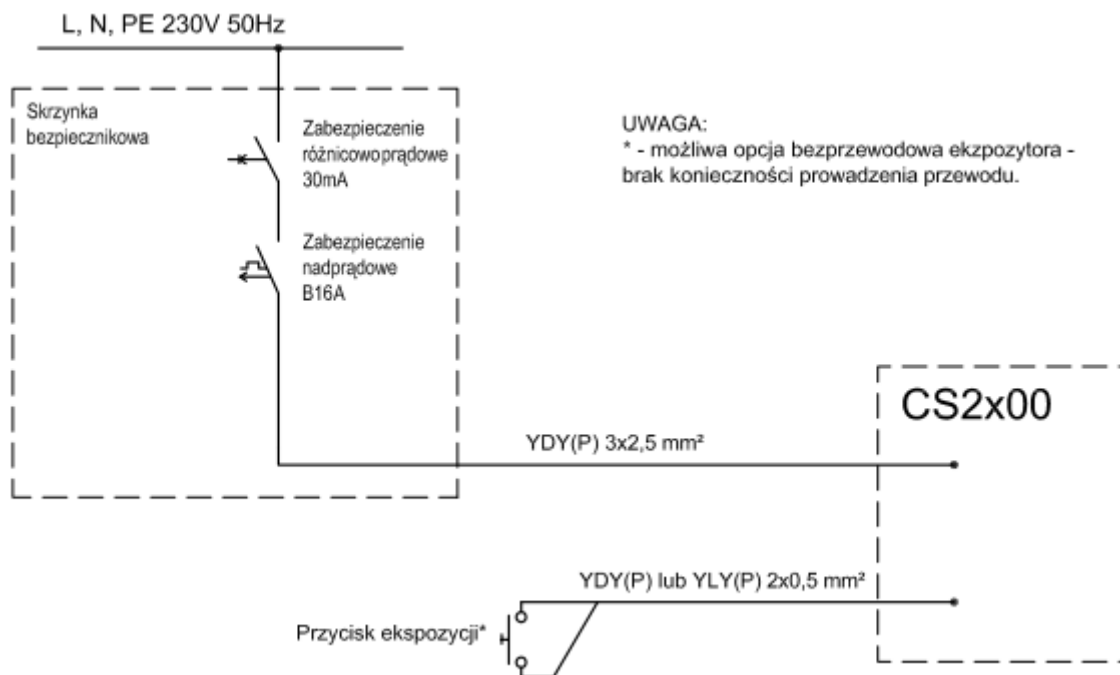 L, N, PE 230V 50Hz
Skrzynka
bezpiecznikowa
Zabezpieczenie
różnicowoprądowe
30mA
UWAGA:
* - możliwa opcja bezprzewodowa ekzpozytora -
brak konieczności prowadzenia przewodu.
Zabezpieczenie
nadprądowe
B16A
CS2x00
YDY(P) 3x2,5 mm²
YDY(P) lub YLY(P) 2x0,5 mm²
Przycisk ekspozycji*